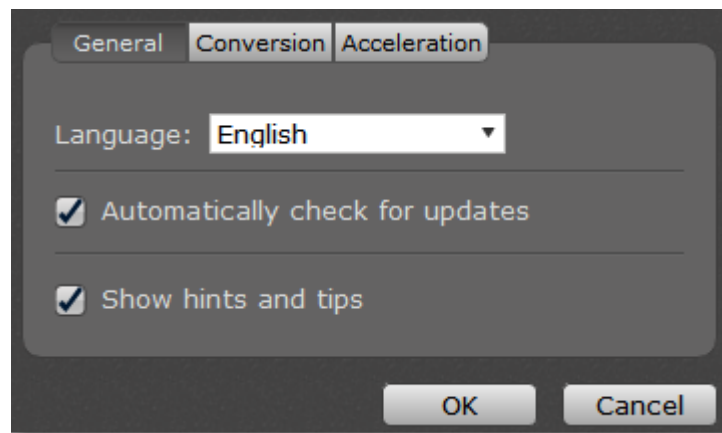 General Conversion Acceleration
Language: English
Automatically check for updates
Show hints and tips
OK Cancel